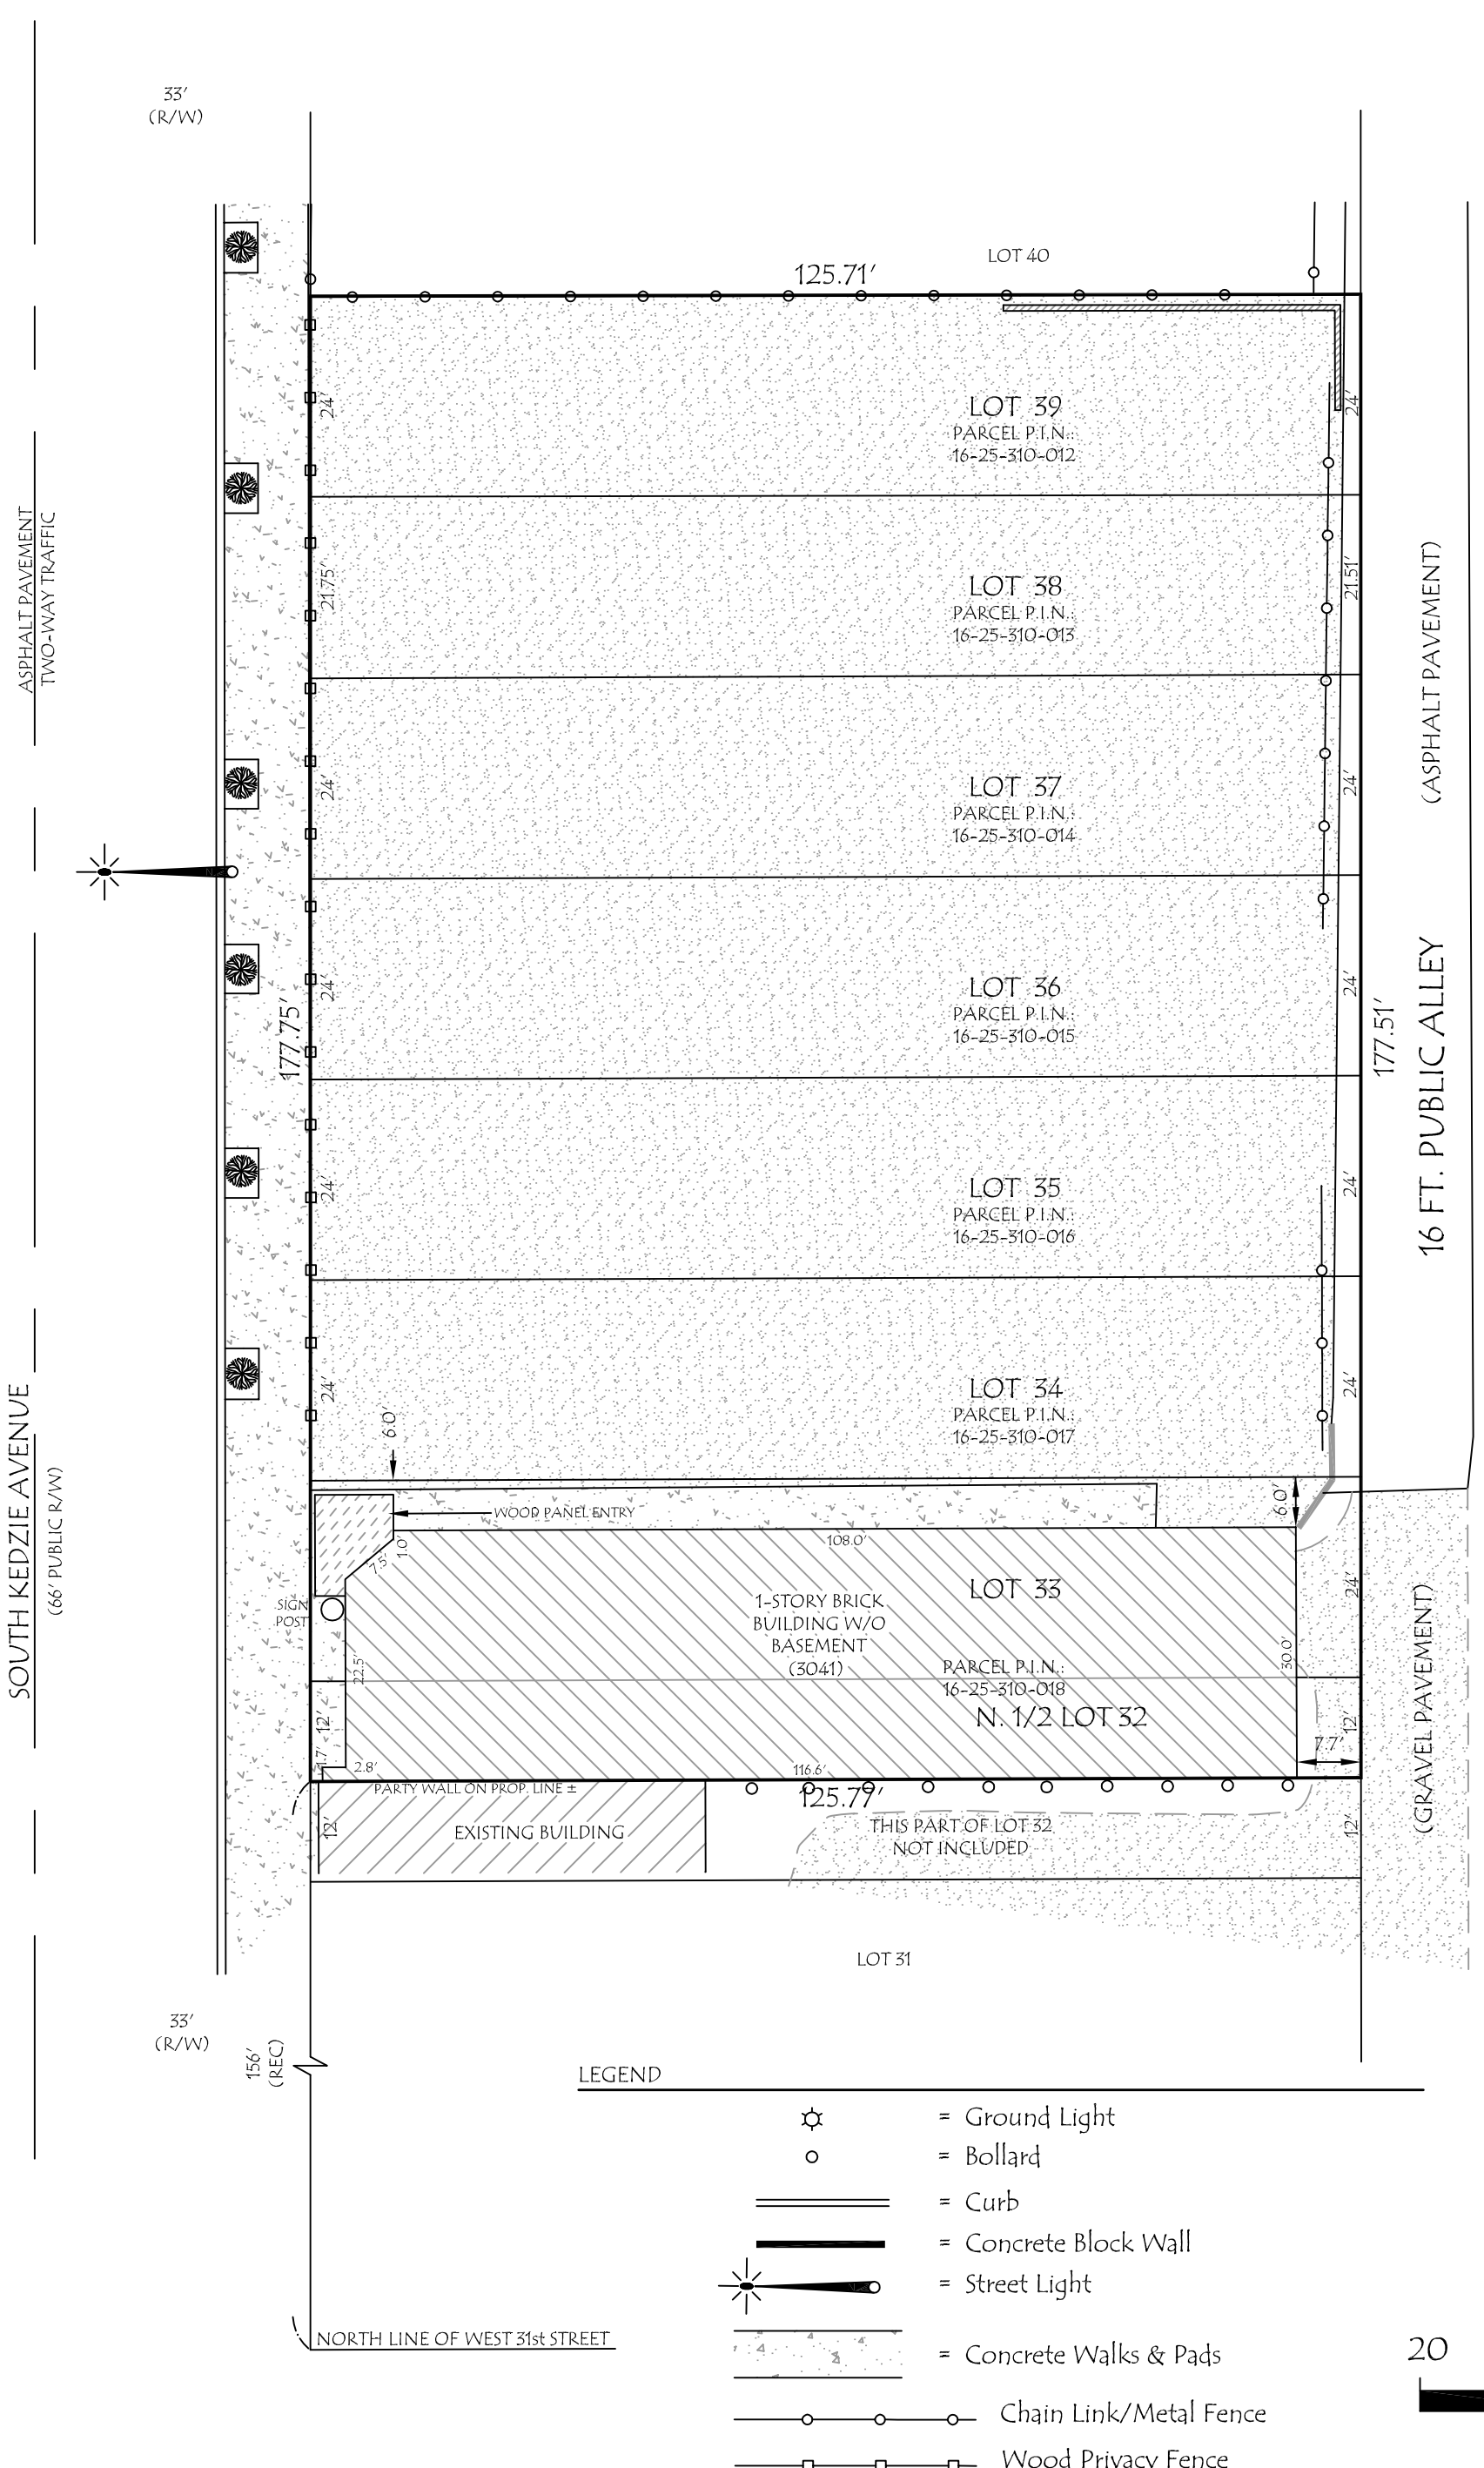 33'
(R/W)
LOT 40
125.71'
LOT 39
PARCEL P.I.N.:
16-25-310-012
24'
24'
ASPHALT PAVEMENT
TWO-WAY TRAFFIC
21.75'
LOT 38
PARCEL P.I.N.:
16-25-310-013
21.51'
(ASPHALT PAVEMENT)
24'
LOT 37
PARCEL P.I.N.:
16-25-310-014
24'
177.75'
24'
LOT 36
PARCEL P.I.N.:
16-25-310-015
24'
177.51'
16 FT. PUBLIC ALLEY
24'
LOT 35
PARCEL P.I.N.:
16-25-310-016
24'
SOUTH KEDZIE AVENUE
(66' PUBLIC R/W)
24'
6.0'
LOT 34
PARCEL P.I.N.:
16-25-310-017
24'
6.0'
WOOD PANEL ENTRY
108.0'
1.0'
7.5'
SIGN
POST
LOT 33
24'
1-STORY BRICK
BUILDING W/O
BASEMENT
(3041)
22.5'
30.0'
PARCEL P.I.N.:
16-25-310-018
N. 1/2 LOT 32
12'
12'
7.7'
(GRAVEL PAVEMENT)
1.7'
2.8'
116.6'
PARTY WALL ON PROP. LINE ±
125.77'
12'
EXISTING BUILDING
THIS PART OF LOT 32
NOT INCLUDED
12'
LOT 31
33'
(R/W)
156'
(REC)
LEGEND
= Ground Light
= Bollard
= Curb
= Concrete Block Wall
= Street Light
NORTH LINE OF WEST 31st STREET
= Concrete Walks & Pads
20
Chain Link/Metal Fence
Wood Privacy Fence